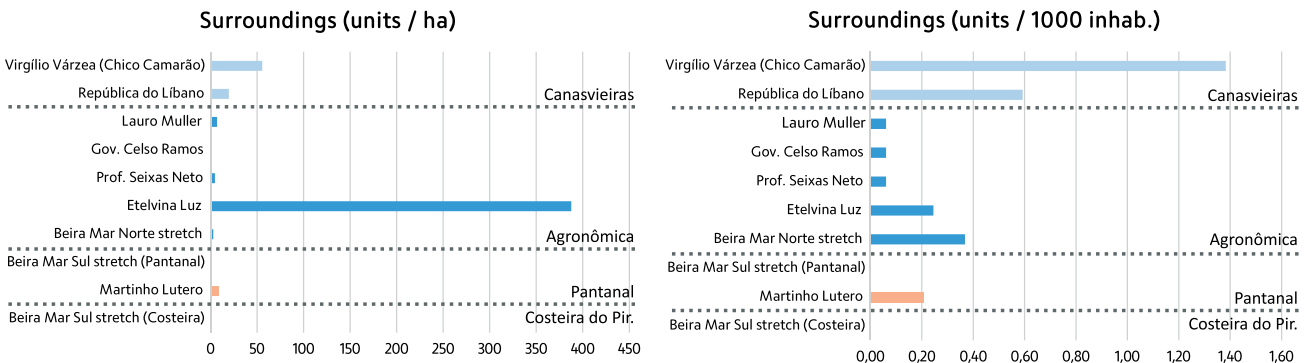 Surroundings (units / ha)
Virgílio Várzea (Chico Camarão)
República do Líbano
Canasvieiras
Lauro Muller
Gov. Celso Ramos
Prof. Seixas Neto
Etelvina Luz
Beira Mar Norte stretch
Agronômica
Beira Mar Sul stretch (Pantanal)
Martinho Lutero
Pantanal
Beira Mar Sul stretch (Costeira)
Costeira do Pir.
0 50 100 150 200 250 300 350 400 450
Surroundings (units / 1000 inhab.)
Virgílio Várzea (Chico Camarão)
República do Líbano
Canasvieiras
Lauro Muller
Gov. Celso Ramos
Prof. Seixas Neto
Etelvina Luz
Beira Mar Norte stretch
Agronômica
Beira Mar Sul stretch (Pantanal)
Martinho Lutero
Pantanal
Beira Mar Sul stretch (Costeira)
Costeira do Pir.
0,00 0,20 0,40 0,60 0,80 1,00 1,20 1,40 1,60